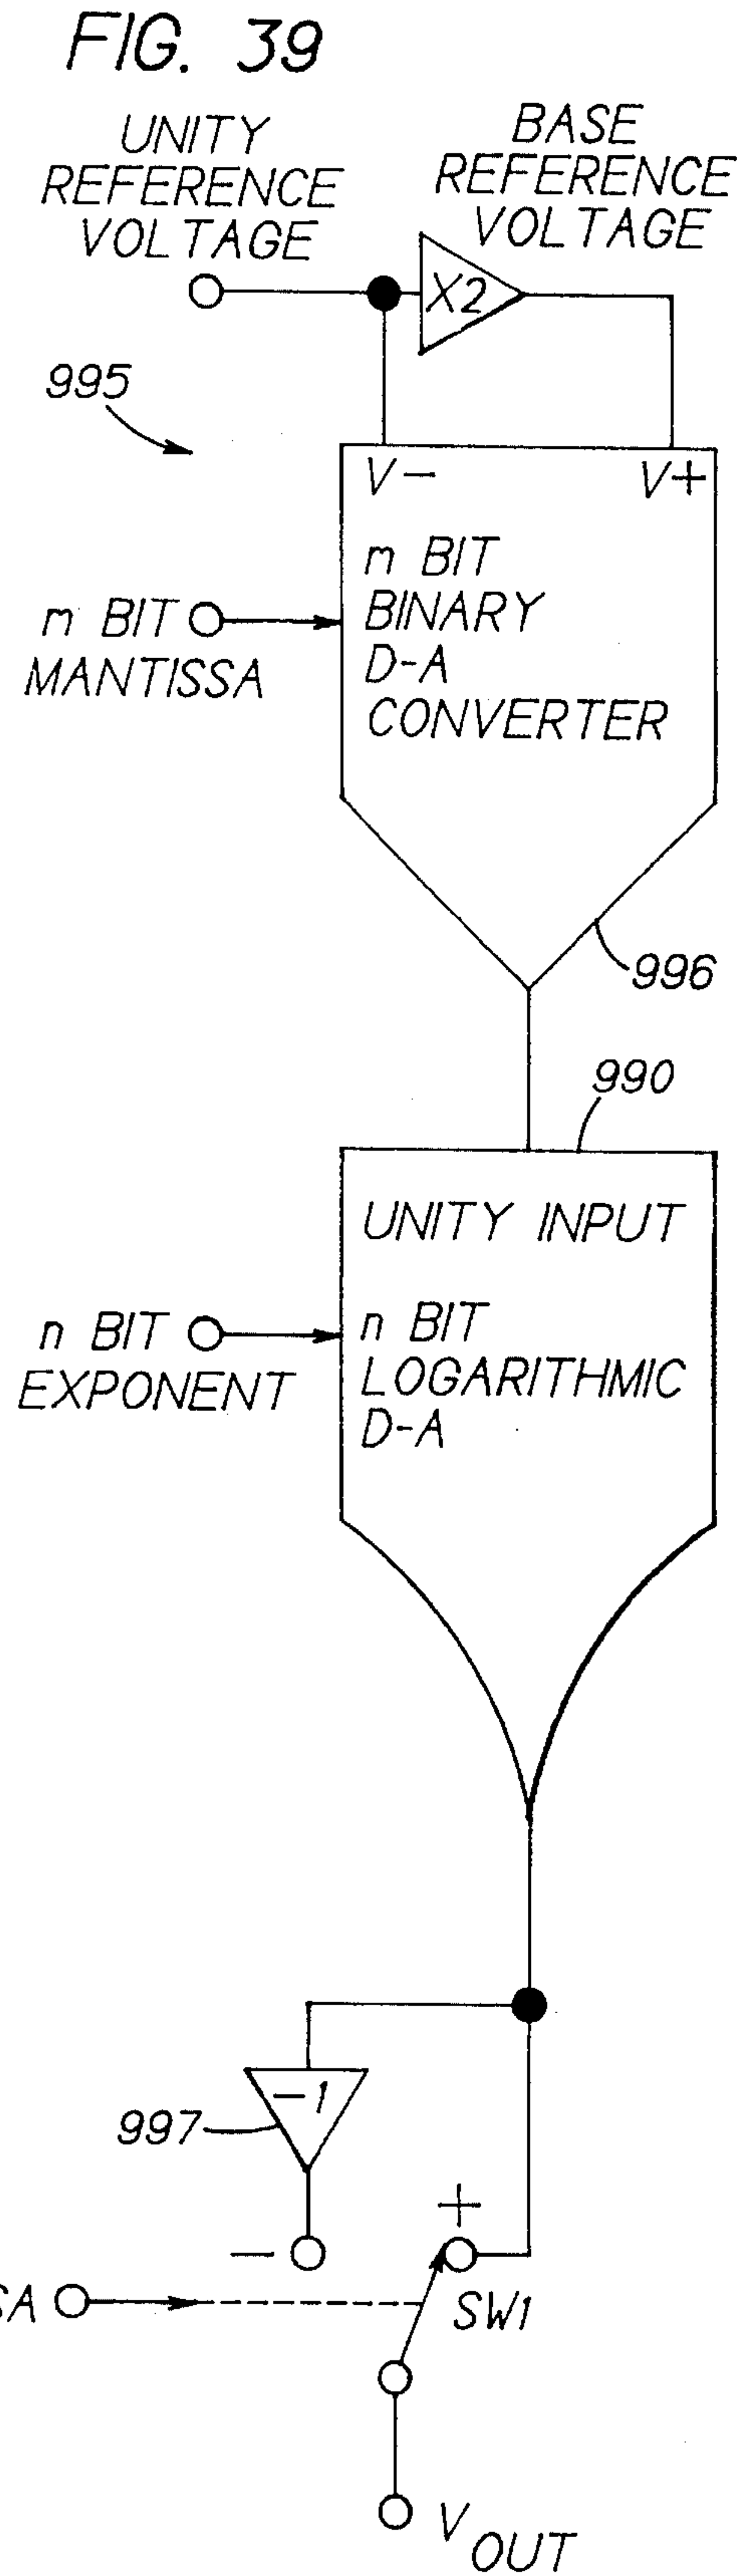 FIG. 39
UNITY
REFERENCE
VOLTAGE
BASE
REFERENCE
VOLTAGE
X2
995
V-
V+
m BIT
MANTISSA
m BIT
BINARY
D-A
CONVERTER
996
990
UNITY INPUT
n BIT
EXPONENT
n BIT
LOGARITHMIC
D-A
-1
997
+
-
SA
SW1
V OUT